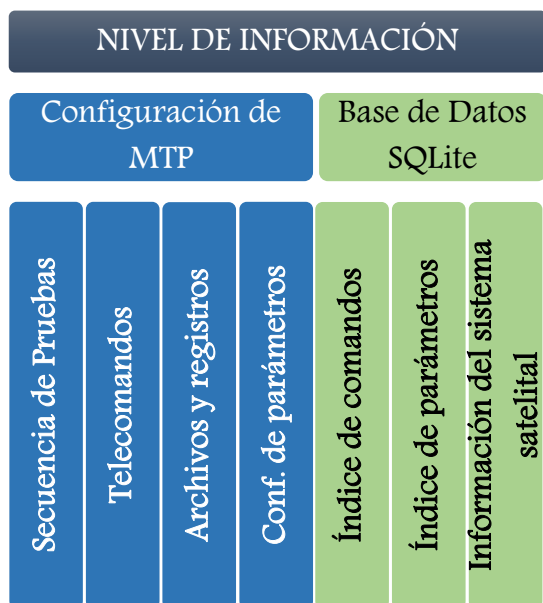 NIVEL DE INFORMACIÓN
Configuración de
MTP
Base de Datos
SQLite
Secuencia de Pruebas
Telecomandos
Archivos y registros
Conf. de parámetros
Índice de comandos
Índice de parámetros
Información del sistema
satelital